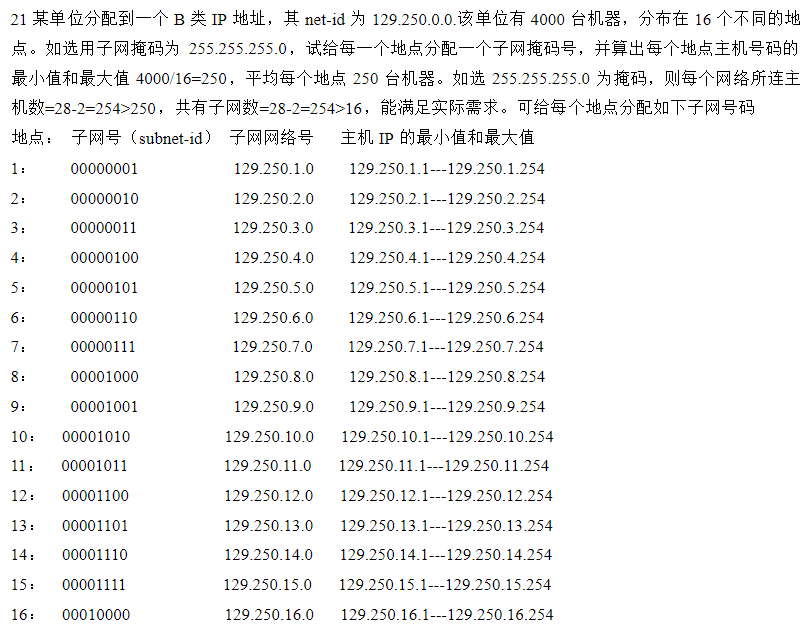 21 某单位分配到一个 B 类 IP 地址，其 net-id 为 129.250.0.0.该单位有 4000 台机器，分布在 16 个不同的地
点。如选用子网掩码为 255.255.255.0，试给每一个地点分配一个子网掩码号，并算出每个地点主机号码的
最小值和最大值 4000/16=250，平均每个地点 250 台机器。如选 255.255.255.0 为掩码，则每个网络所连主
机数=28-2=254>250，共有子网数=28-2=254>16，能满足实际需求。可给每个地点分配如下子网号码
地点： 子网号（subnet-id） 子网网络号 主机 IP 的最小值和最大值
1： 00000001 129.250.1.0 129.250.1.1---129.250.1.254
2： 00000010 129.250.2.0 129.250.2.1---129.250.2.254
3： 00000011 129.250.3.0 129.250.3.1---129.250.3.254
4： 00000100 129.250.4.0 129.250.4.1---129.250.4.254
5： 00000101 129.250.5.0 129.250.5.1---129.250.5.254
6： 00000110 129.250.6.0 129.250.6.1---129.250.6.254
7： 00000111 129.250.7.0 129.250.7.1---129.250.7.254
8： 00001000 129.250.8.0 129.250.8.1---129.250.8.254
9： 00001001 129.250.9.0 129.250.9.1---129.250.9.254
10： 00001010 129.250.10.0 129.250.10.1---129.250.10.254
11： 00001011 129.250.11.0 129.250.11.1---129.250.11.254
12： 00001100 129.250.12.0 129.250.12.1---129.250.12.254
13： 00001101 129.250.13.0 129.250.13.1---129.250.13.254
14： 00001110 129.250.14.0 129.250.14.1---129.250.14.254
15： 00001111 129.250.15.0 129.250.15.1---129.250.15.254
16： 00010000 129.250.16.0 129.250.16.1---129.250.16.254